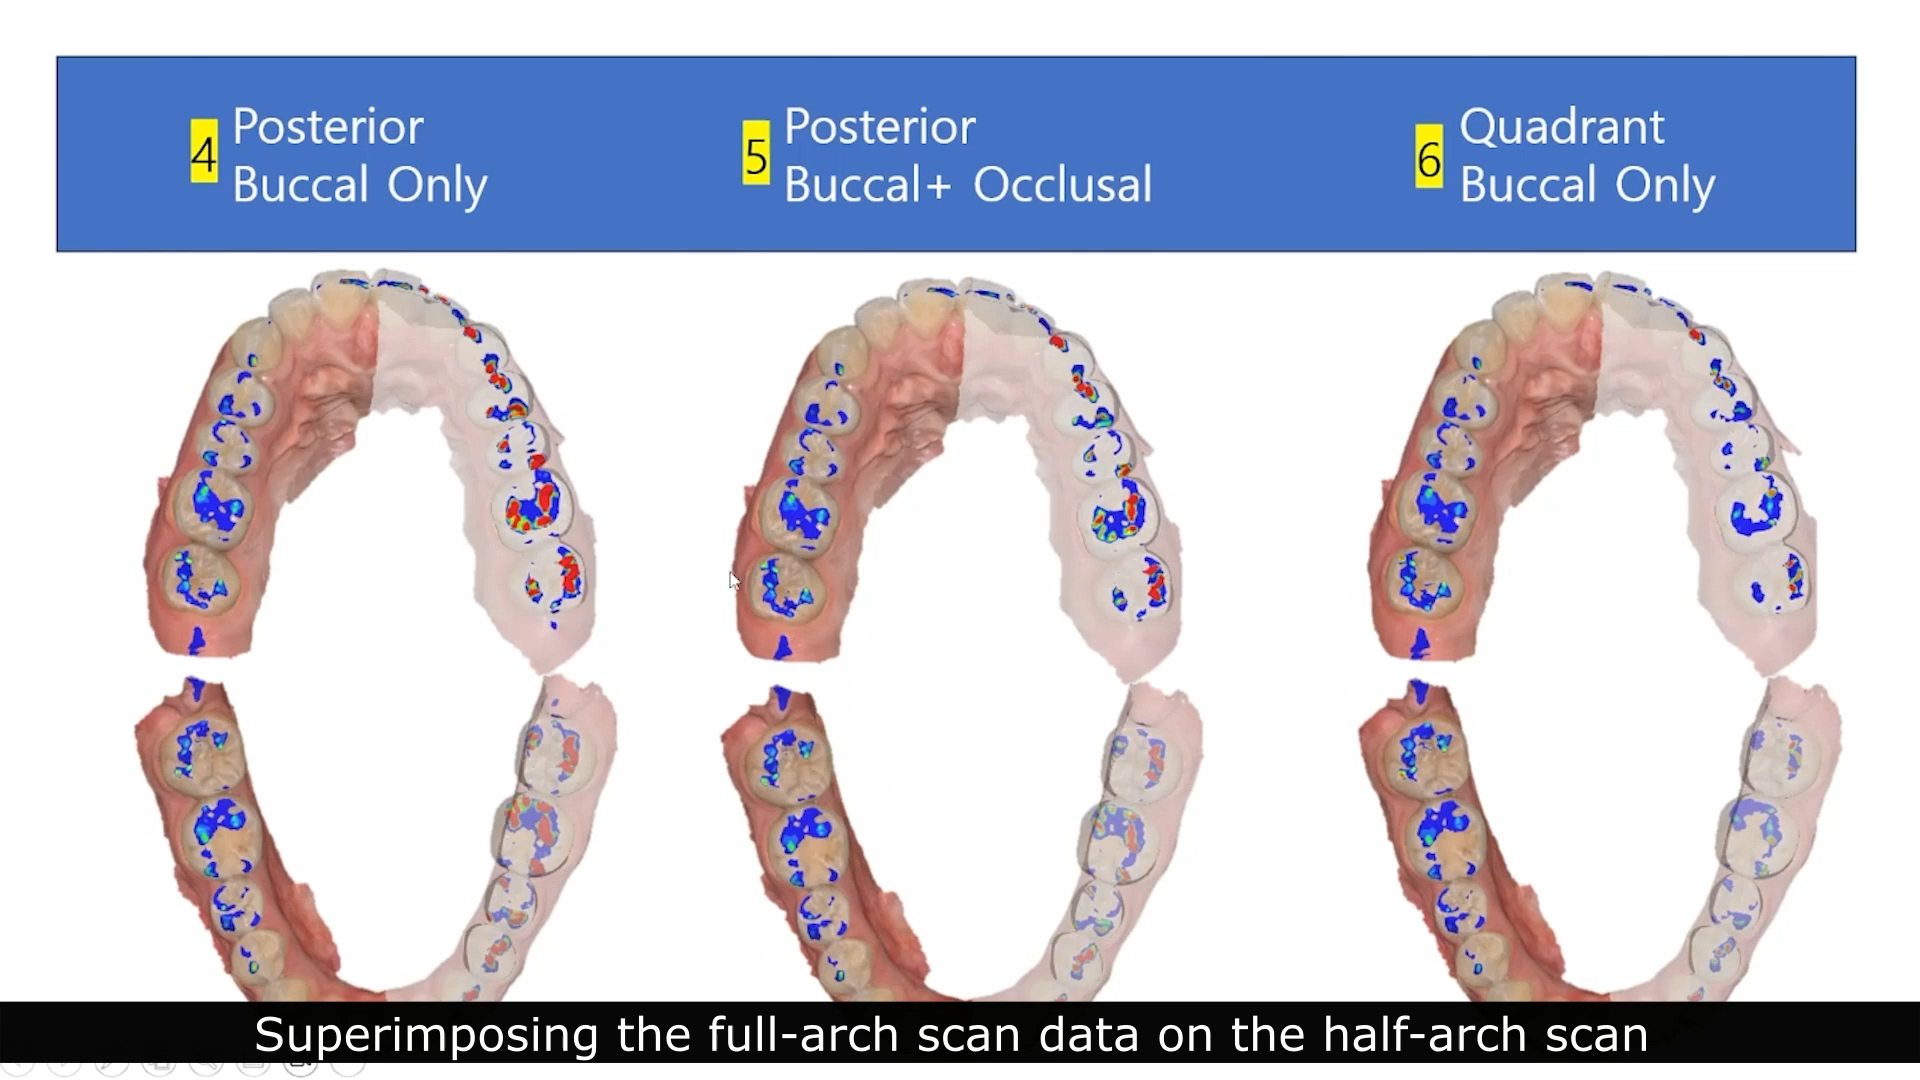 4 Posterior
Buccal Only
5 Posterior
Buccal+ Occlusal
6 Quadrant
Buccal Only
Superimposing the full-arch scan data on the half-arch scan